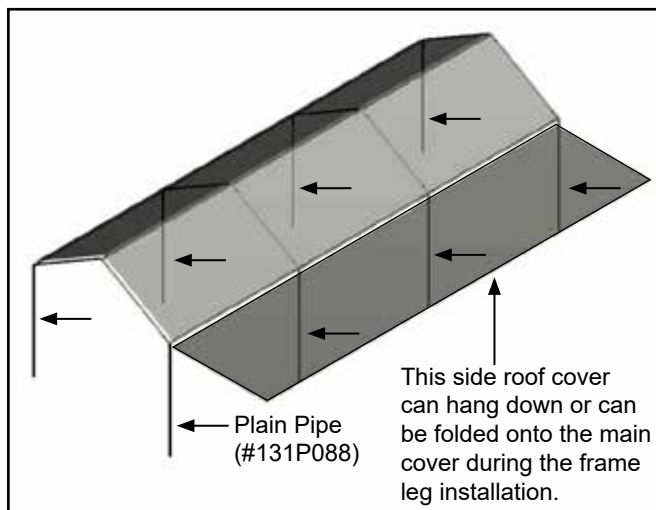 Plain Pipe
(#131P088)
This side roof cover
can hang down or can
be folded onto the main
cover during the frame
leg installation.